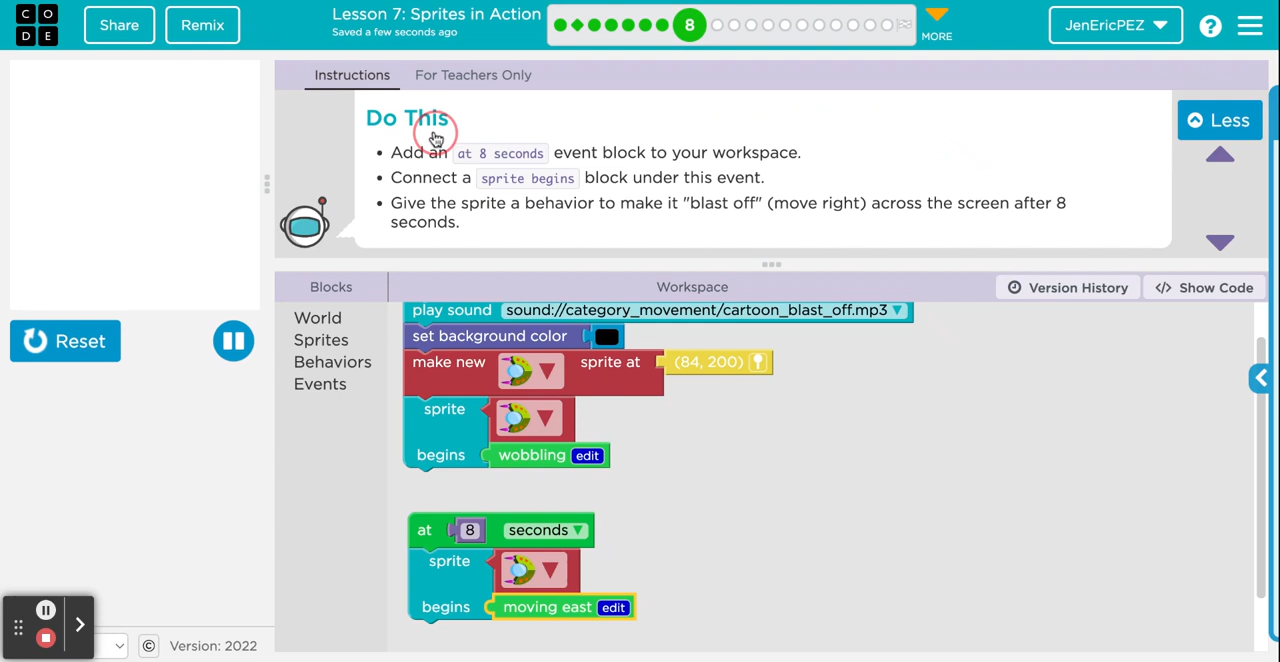 C O
D E
Share
Remix
Lesson 7: Sprites in Action
Saved a few seconds ago
8
MORE
JenEricPEZ
?
Instructions
For Teachers Only
Do This
• Add an at 8 seconds event block to your workspace.
• Connect a sprite begins block under this event.
• Give the sprite a behavior to make it "blast off" (move right) across the screen after 8
seconds.
Less
Blocks
Workspace
Version History
</> Show Code
World
Sprites
Behaviors
Events
play sound sound://category_movement/cartoon_blast_off.mp3
set background color
make new sprite at (84, 200)
sprite
begins wobbling edit
at 8 seconds
sprite
begins moving east edit
Reset
© Version: 2022